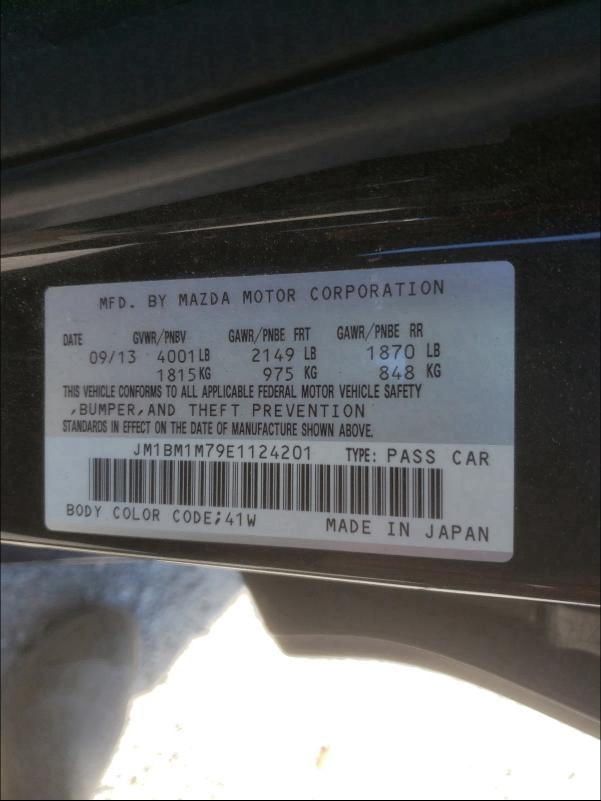 MFD. BY MAZDA MOTOR CORPORATION
DATE GVWR/PNBV GAWR/PNBE FRT GAWR/PNBE RR
09/13 4001 LB 2149 LB 1870 LB
1815 KG 975 KG 848 KG
THIS VEHICLE CONFORMS TO ALL APPLICABLE FEDERAL MOTOR VEHICLE SAFETY
,BUMPER,AND THEFT PREVENTION
STANDARDS IN EFFECT ON THE DATE OF MANUFACTURE SHOWN ABOVE.
JM1BM1M79E1124201 TYPE: PASS CAR
BODY COLOR CODE;41W MADE IN JAPAN